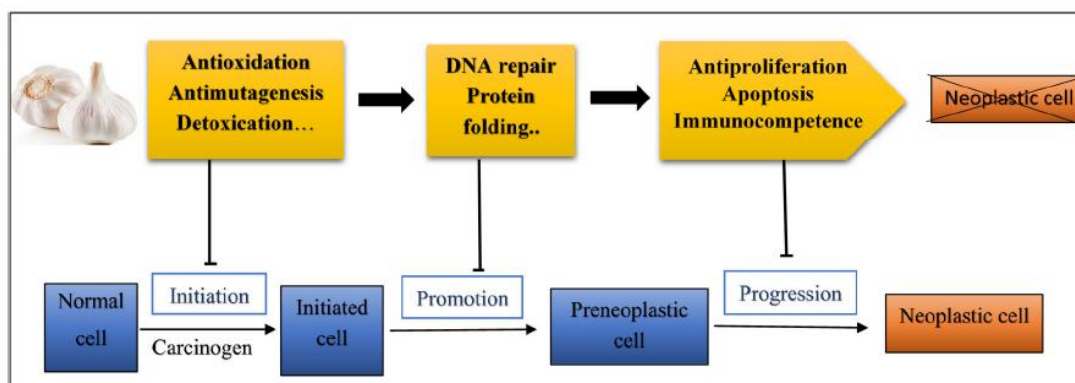 Antioxidation
Antimutagenesis
Detoxication...
DNA repair
Protein
folding..
Antiproliferation
Apoptosis
Immunocompetence
Neoplastic cell
Normal
cell
Initiation
Carcinogen
Initiated
cell
Promotion
Preneoplastic
cell
Progression
Neoplastic cell